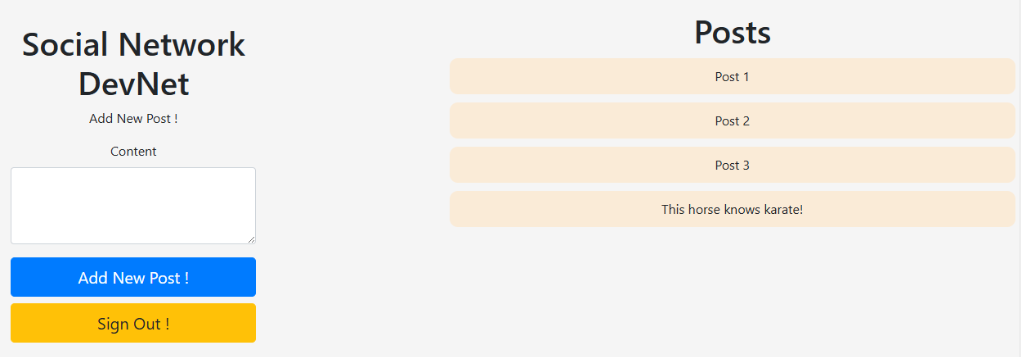 Social Network
DevNet
Add New Post !
Content
Add New Post !
Sign Out !
Posts
Post 1
Post 2
Post 3
This horse knows karate!